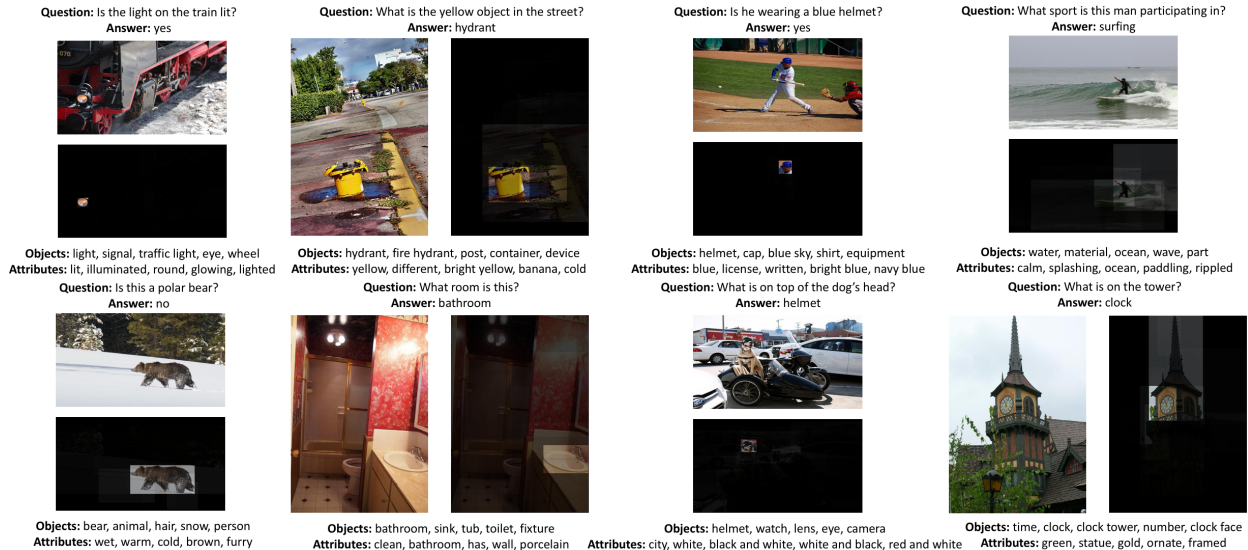 Question: Is the light on the train lit?
Answer: yes
Objects: light, signal, traffic light, eye, wheel
Attributes: lit, illuminated, round, glowing, lighted
Question: What is the yellow object in the street?
Answer: hydrant
Objects: hydrant, fire hydrant, post, container, device
Attributes: yellow, different, bright yellow, banana, cold
Question: Is he wearing a blue helmet?
Answer: yes
Objects: helmet, cap, blue sky, shirt, equipment
Attributes: blue, license, written, bright blue, navy blue
Question: What sport is this man participating in?
Answer: surfing
Objects: water, material, ocean, wave, part
Attributes: calm, splashing, ocean, paddling, rippled
Question: Is this a polar bear?
Answer: no
Objects: bear, animal, hair, snow, person
Attributes: wet, warm, cold, brown, furry
Question: What room is this?
Answer: bathroom
Objects: bathroom, sink, tub, toilet, fixture
Attributes: clean, bathroom, has, wall, porcelain
Question: What is on top of the dog's head?
Answer: helmet
Objects: helmet, watch, lens, eye, camera
Attributes: city, white, black and white, white and black, red and white
Question: What is on the tower?
Answer: clock
Objects: time, clock, clock tower, number, clock face
Attributes: green, statue, gold, ornate, framed